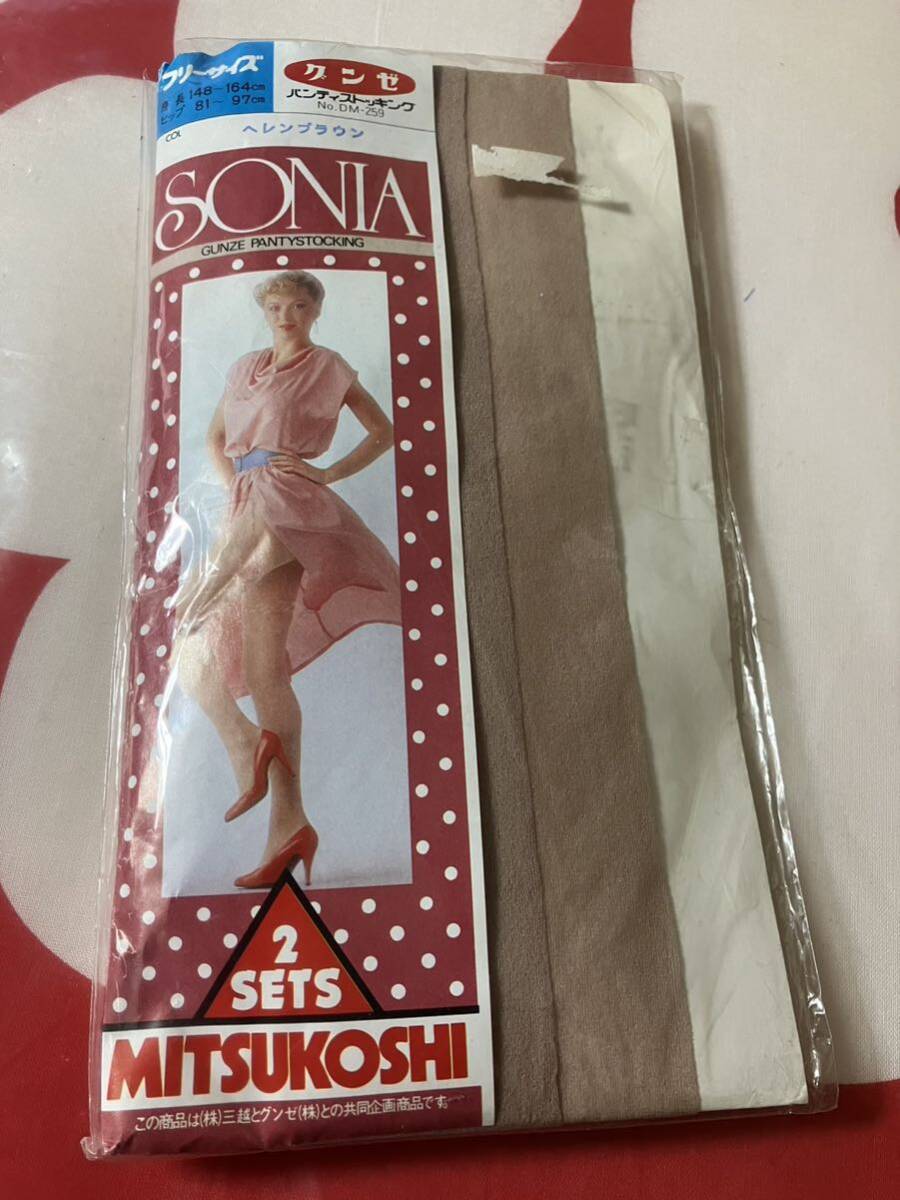 フリーサイズ
身長148~164cm
ヒップ 81~97cm
COL
グンゼ
パンティストッキング
No.DM-259
ヘレンブラウン
SONIA
GUNZE PANTYSTOCKING
2
SETS
MITSUKOSHI
この商品は(株)三越とグンゼ(株)との共同企画商品です。